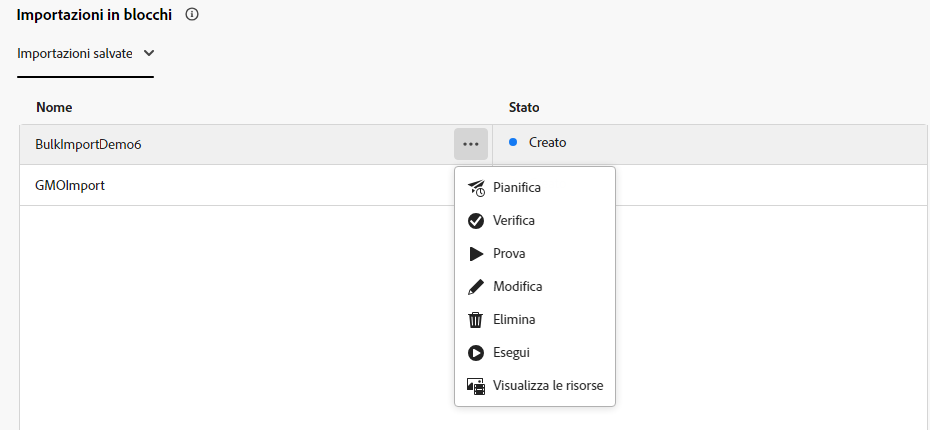 Importazioni in blocchi
Importazioni salvate
Nome Stato
BulkImportDemo6 Creato
GMOImport
Pianifica
Verifica
Prova
Modifica
Elimina
Esegui
Visualizza le risorse